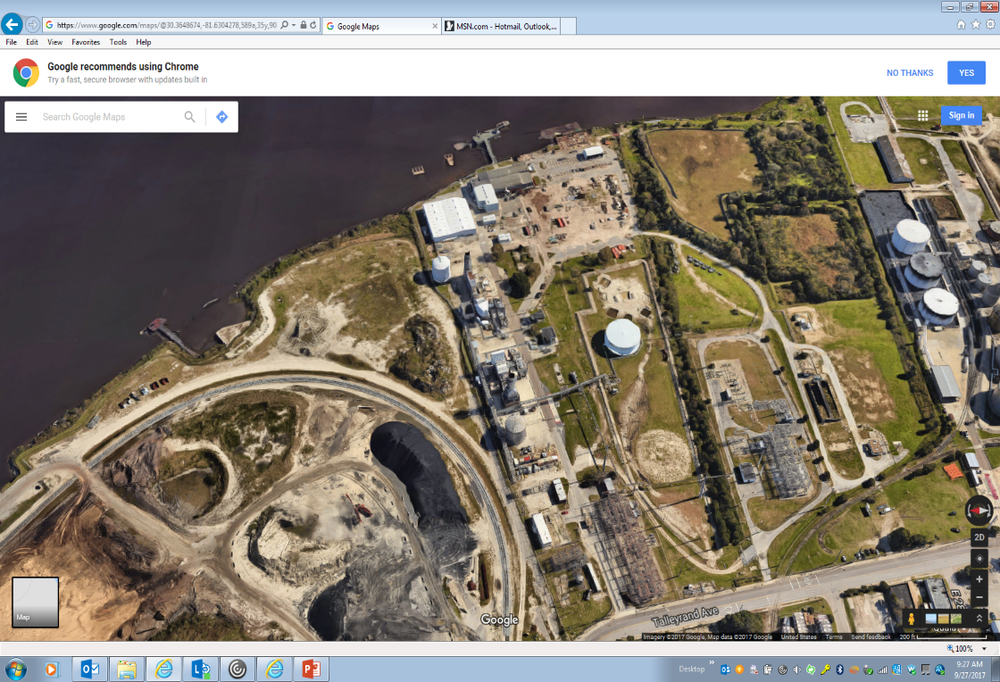 https://www.google.com/maps/@30.3648674,-81.6304278,589a,35y,90
Google Maps
MSN.com - Hotmail, Outlook,...
File Edit View Favorites Tools Help
Google recommends using Chrome
Try a fast, secure browser with updates built in
NO THANKS
YES
Search Google Maps
Sign in
2D
Map
Google
Talleyrand Ave
Imagery ©2017 Google, Map data ©2017 Google United States Terms Send feedback 200 ft
100%
Desktop
9:27 AM
9/27/2017